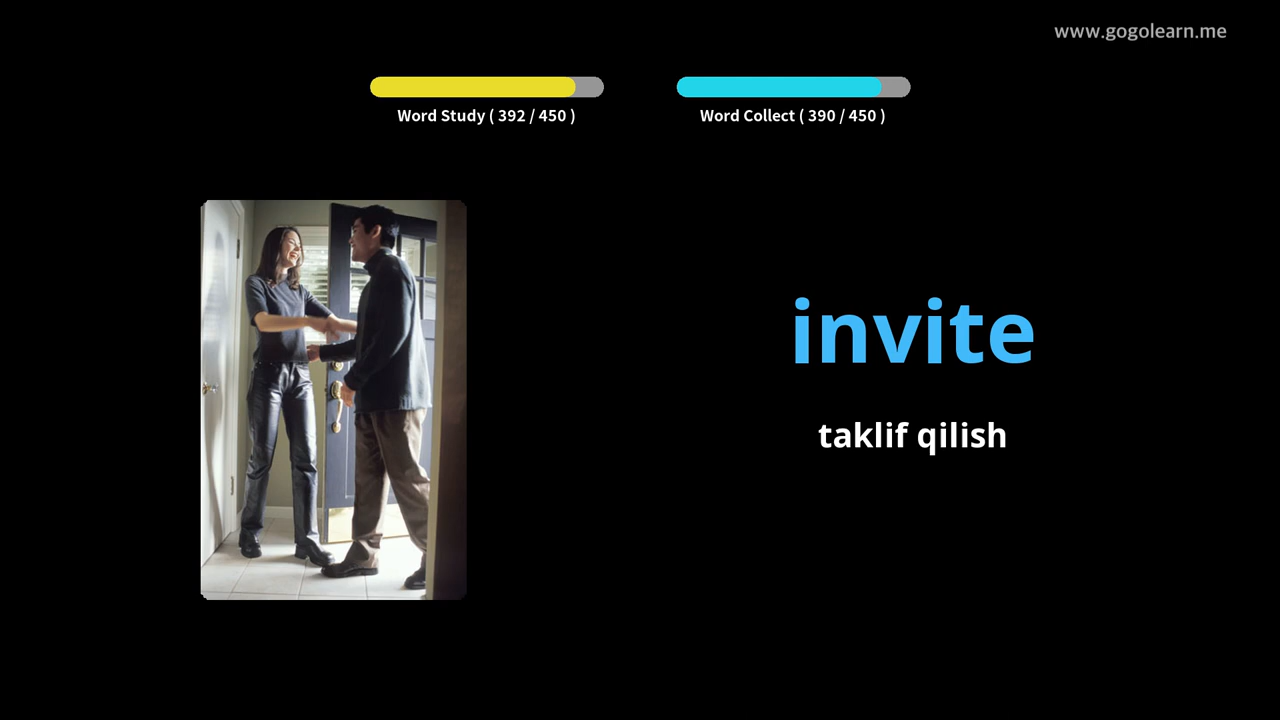 www.gogolearn.me
Word Study ( 392 / 450 )
Word Collect ( 390 / 450 )
invite
taklif qilish